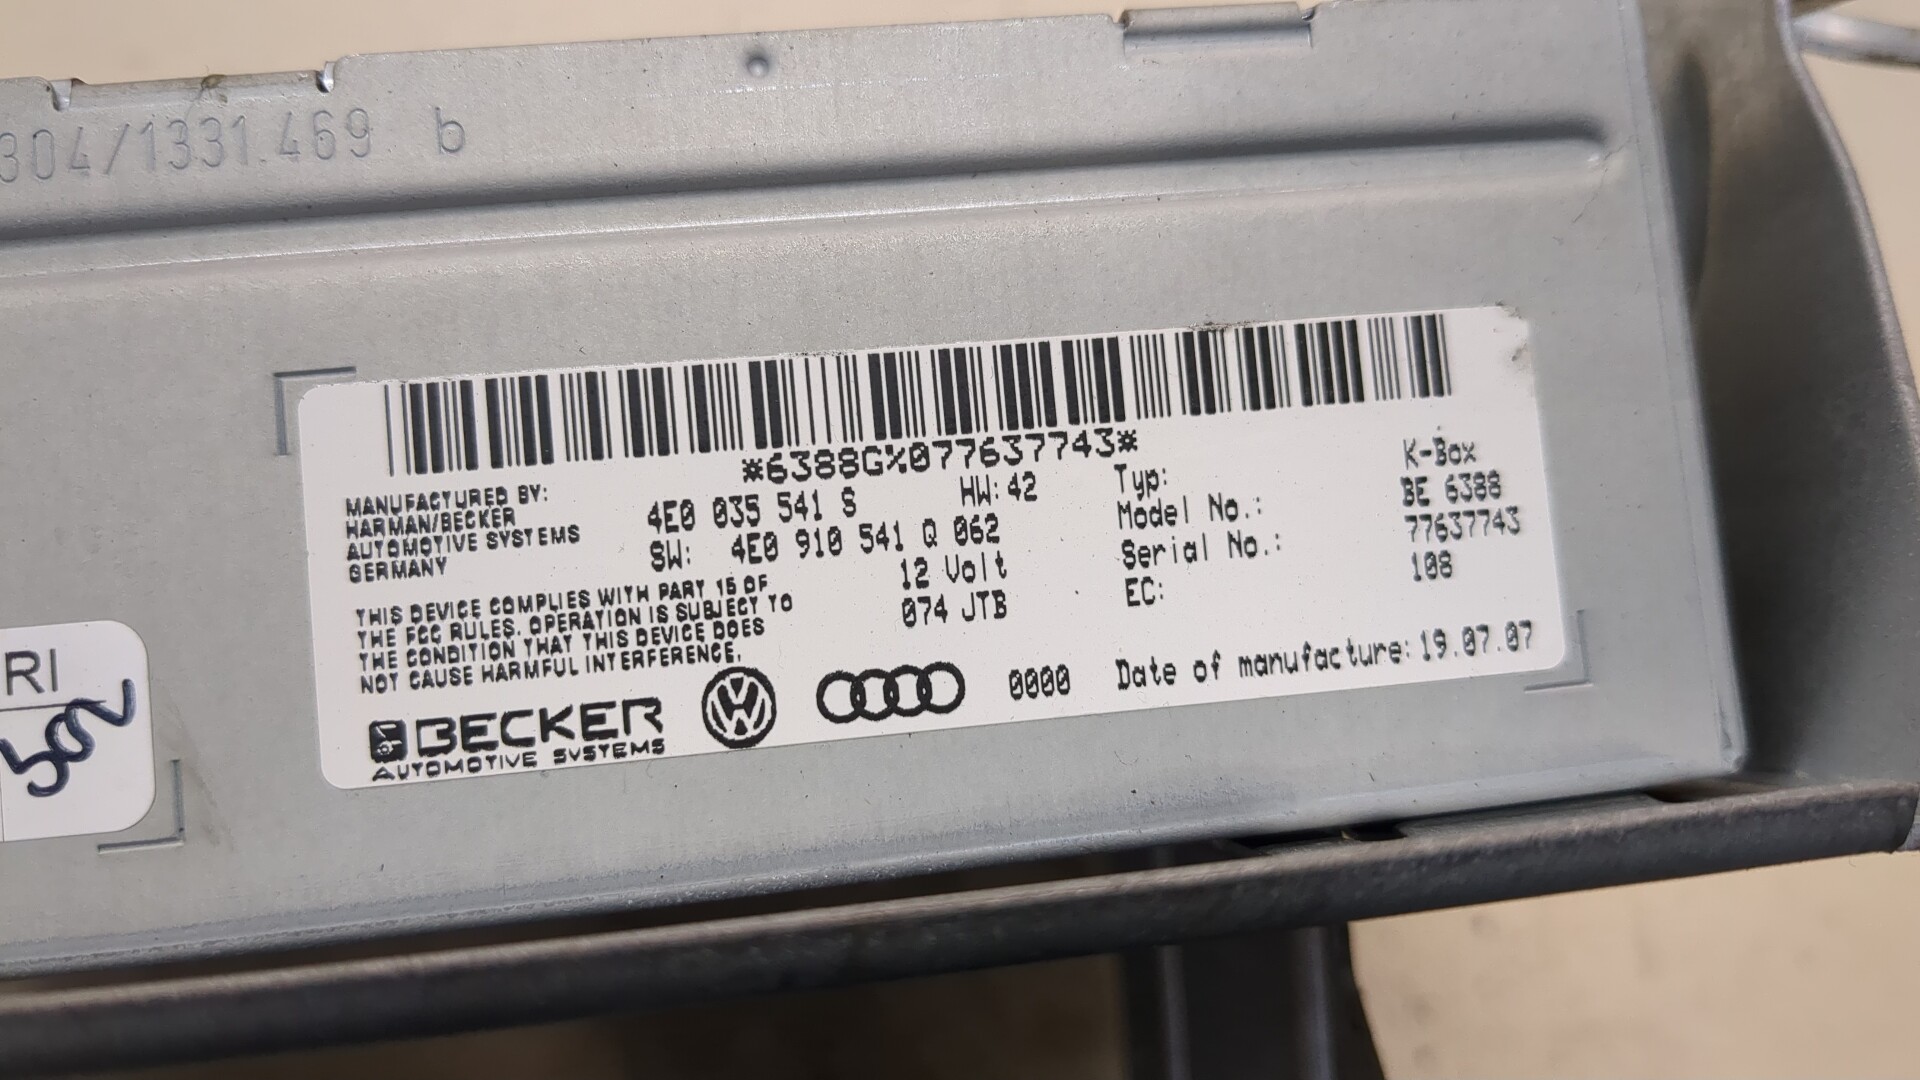 304/1331.469 b
*6388GX077637743*
MANUFACTURED BY:
HARMAN/BECKER
AUTOMOTIVE SYSTEMS
GERMANY
4E0 035 541 S HW: 42
SW: 4E0 910 541 Q 062
12 Volt
074 JTB
THIS DEVICE COMPLIES WITH PART 15 OF
THE FCC RULES. OPERATION IS SUBJECT TO
THE CONDITION THAT THIS DEVICE DOES
NOT CAUSE HARMFUL INTERFERENCE.
Typ: K-Box
Model No.: BE 6388
Serial No.: 77637743
EC: 108
0000 Date of manufacture: 19.07.07
BECKER
AUTOMOTIVE SYSTEMS
RI
502